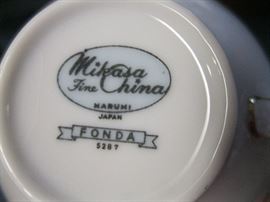 Mikasa
Fine China
NARUMI
JAPAN
FONDA
5287